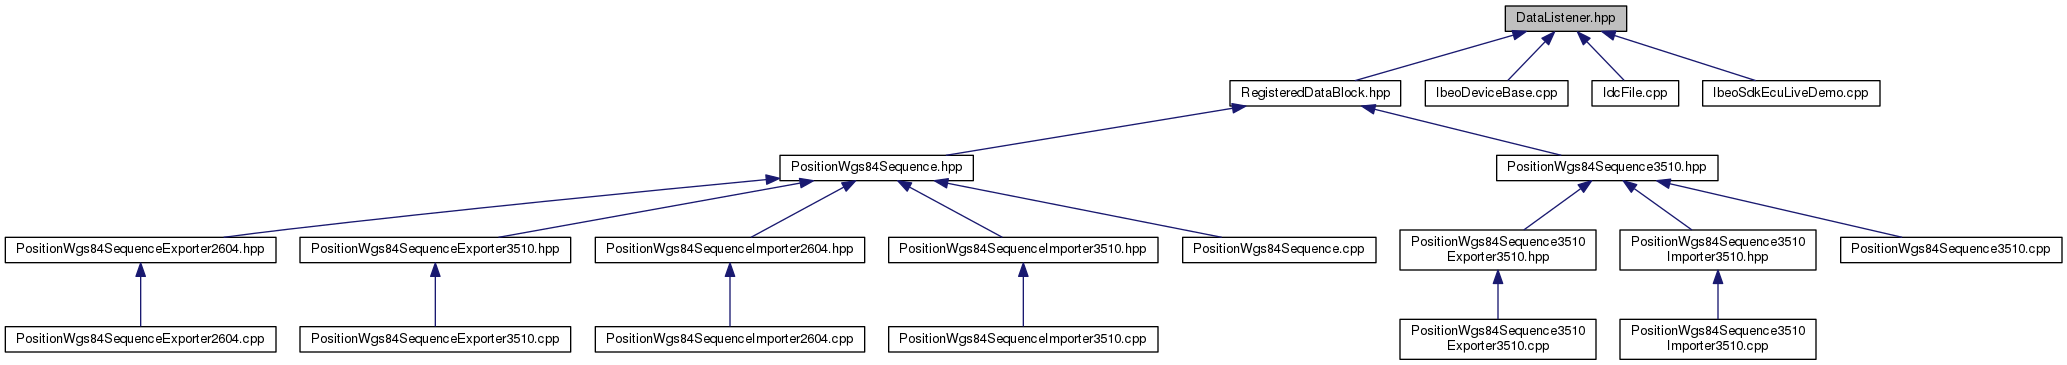 DataListener.hpp
RegisteredDataBlock.hpp
IbeoDeviceBase.cpp
IdcFile.cpp
IbeoSdkEcuLiveDemo.cpp
PositionWgs84Sequence.hpp
PositionWgs84Sequence3510.hpp
PositionWgs84SequenceExporter2604.hpp
PositionWgs84SequenceExporter3510.hpp
PositionWgs84SequenceImporter2604.hpp
PositionWgs84SequenceImporter3510.hpp
PositionWgs84Sequence.cpp
PositionWgs84Sequence3510
Exporter3510.hpp
PositionWgs84Sequence3510
Importer3510.hpp
PositionWgs84Sequence3510.cpp
PositionWgs84SequenceExporter2604.cpp
PositionWgs84SequenceExporter3510.cpp
PositionWgs84SequenceImporter2604.cpp
PositionWgs84SequenceImporter3510.cpp
PositionWgs84Sequence3510
Exporter3510.cpp
PositionWgs84Sequence3510
Importer3510.cpp